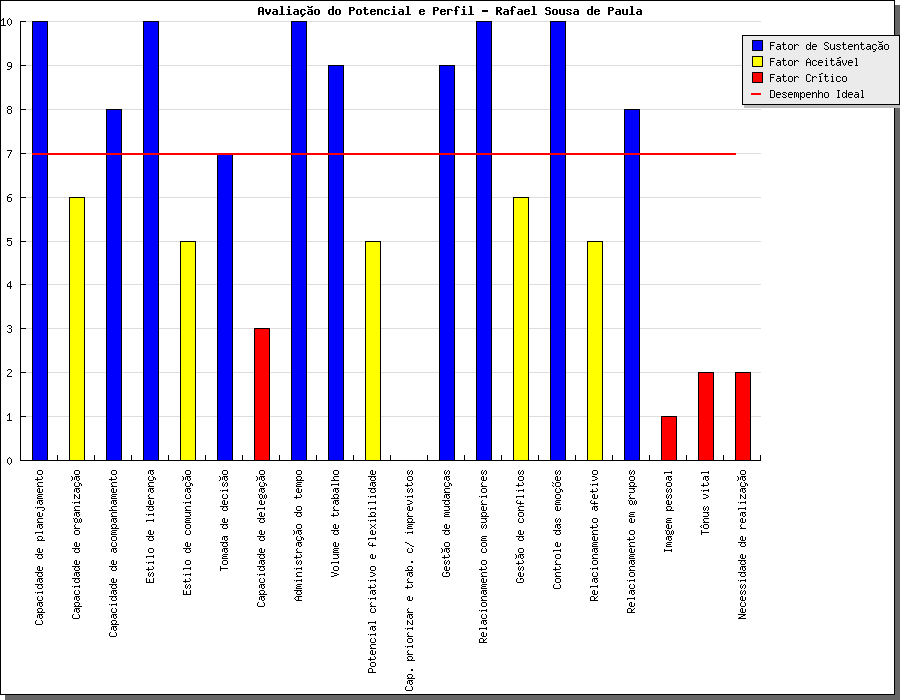 Avaliação do Potencial e Perfil - Rafael Sousa de Paula
10
9
8
7
6
5
4
3
2
1
0
Fator de Sustentação
Fator Aceitável
Fator Crítico
Desempenho Ideal
Capacidade de planejamento
Capacidade de organização
Capacidade de acompanhamento
Estilo de liderança
Estilo de comunicação
Tomada de decisão
Capacidade de delegação
Administração do tempo
Volume de trabalho
Potencial criativo e flexibilidade
Cap. priorizar e trab. c/ imprevistos
Gestão de mudanças
Relacionamento com superiores
Gestão de conflitos
Controle das emoções
Relacionamento afetivo
Relacionamento em grupos
Imagem pessoal
Tônus vital
Necessidade de realização